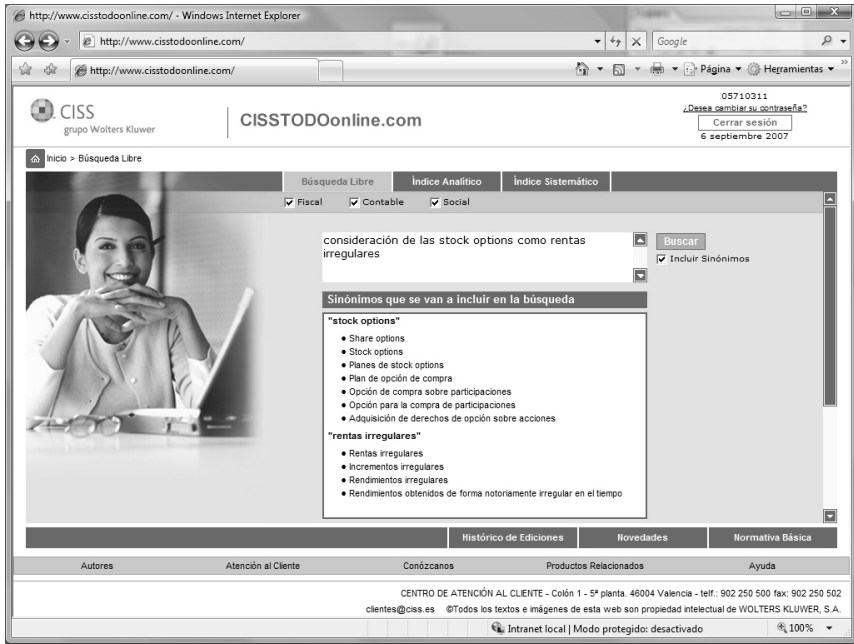 http://www.cisstodoonline.com/ - Windows Internet Explorer
http://www.cisstodoonline.com/
Google
http://www.cisstodoonline.com/
Página
Herramientas
CISS
grupo Wolters Kluwer
CISSTODOonline.com
05710311
¿Desea cambiar su contraseña?
Cerrar sesión
6 septiembre 2007
Inicio > Búsqueda Libre
Búsqueda Libre Índice Analítico Índice Sistemático
Fiscal Contable Social
consideración de las stock options como rentas
irregulares
Buscar
Incluir Sinónimos
Sinónimos que se van a incluir en la búsqueda
"stock options"
● Share options
● Stock options
● Planes de stock options
● Plan de opción de compra
● Opción de compra sobre participaciones
● Opción para la compra de participaciones
● Adquisición de derechos de opción sobre acciones
"rentas irregulares"
● Rentas irregulares
● Incrementos irregulares
● Rendimientos irregulares
● Rendimientos obtenidos de forma notoriamente irregular en el tiempo
Histórico de Ediciones Novedades Normativa Básica
Autores Atención al Cliente Conózcanos Productos Relacionados Ayuda
CENTRO DE ATENCIÓN AL CLIENTE - Colón 1 - 5ª planta. 46004 Valencia - telf.: 902 250 500 fax: 902 250 502
clientes@ciss.es ©Todos los textos e imágenes de esta web son propiedad intelectual de WOLTERS KLUWER, S.A.
Intranet local | Modo protegido: desactivado 100%